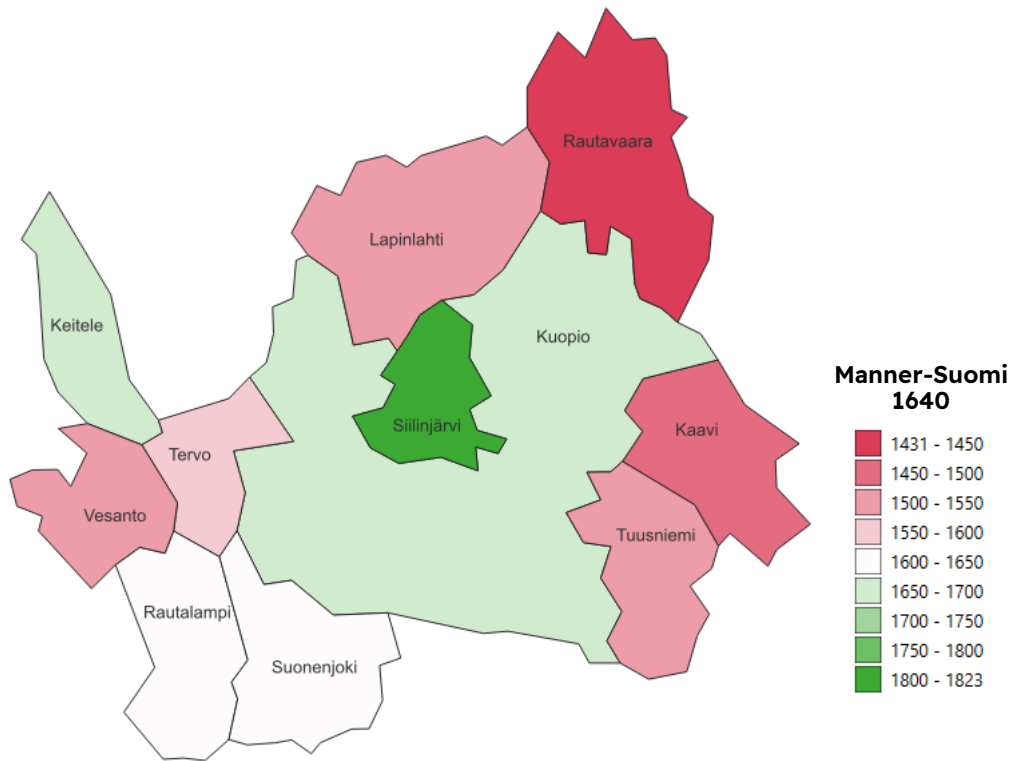 Rautavaara
Lapinlahti
Keitele
Kuopio
Siilinjärvi
Kaavi
Tervo
Vesanto
Tuusniemi
Rautalampi
Suonenjoki
Manner-Suomi
1640
1431 - 1450
1450 - 1500
1500 - 1550
1550 - 1600
1600 - 1650
1650 - 1700
1700 - 1750
1750 - 1800
1800 - 1823